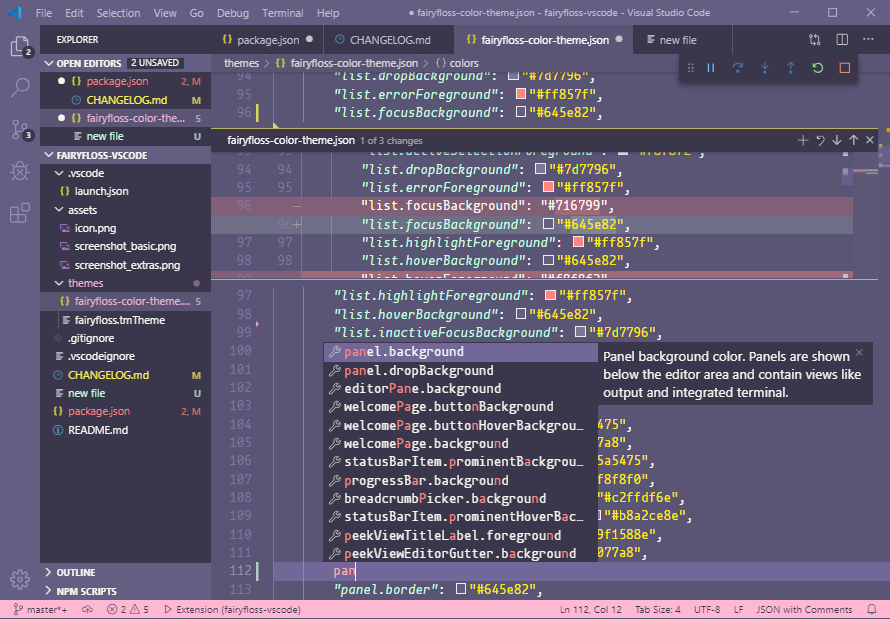 File Edit Selection View Go Debug Terminal Help
● fairyfloss-color-theme.json - fairyfloss-vscode - Visual Studio Code
EXPLORER
OPEN EDITORS 2 UNSAVED
{} package.json 2, M
CHANGELOG.md M
{} fairyfloss-color-the... 5
new file U
FAIRYFLOSS-VSCODE
.vscode
{} launch.json
assets
icon.png
screenshot_basic.png
screenshot_extras.png
themes
{} fairyfloss-color-theme.... 5
fairyfloss.tmTheme
.gitignore
.vscodeignore
CHANGELOG.md M
new file U
{} package.json 2, M
README.md
OUTLINE
NPM SCRIPTS
2
3
{} package.json
CHANGELOG.md
{} fairyfloss-color-theme.json
new file
themes > {} fairyfloss-color-theme.json > {} colors
94 "list.dropBackground": "#7d7796",
95 "list.errorForeground": "#ff857f",
96 "list.focusBackground": "#645e82",
fairyfloss-color-theme.json 1 of 3 changes
94 94 "list.dropBackground": "#7d7796",
95 95 "list.errorForeground": "#ff857f",
96 − "list.focusBackground": "#716799",
96+ "list.focusBackground": "#645e82",
97 97 "list.highlightForeground": "#ff857f",
98 98 "list.hoverBackground": "#645e82",
97 "list.highlightForeground": "#ff857f",
98 "list.hoverBackground": "#645e82",
99 "list.inactiveFocusBackground": "#7d7796",
100 panel.background
101 panel.dropBackground
102 editorPane.background
103 welcomePage.buttonBackground
104 welcomePage.buttonHoverBackgrou… 475",
105 welcomePage.background 7a8",
106 statusBarItem.prominentBackgrou… 5a5475",
107 progressBar.background f8f8f0",
108 breadcrumbPicker.background "#c2ffdf6e",
109 statusBarItem.prominentHoverBac… "#b8a2ce8e",
110 peekViewTitleLabel.foreground 9f1588e",
111 peekViewEditorGutter.background 077a8",
Panel background color. Panels are shown
below the editor area and contain views like
output and integrated terminal.
112 pan
113 "panel.border": "#645e82",
master*+ 2 5 Extension (fairyfloss-vscode) Ln 112, Col 12 Tab Size: 4 UTF-8 LF JSON with Comments